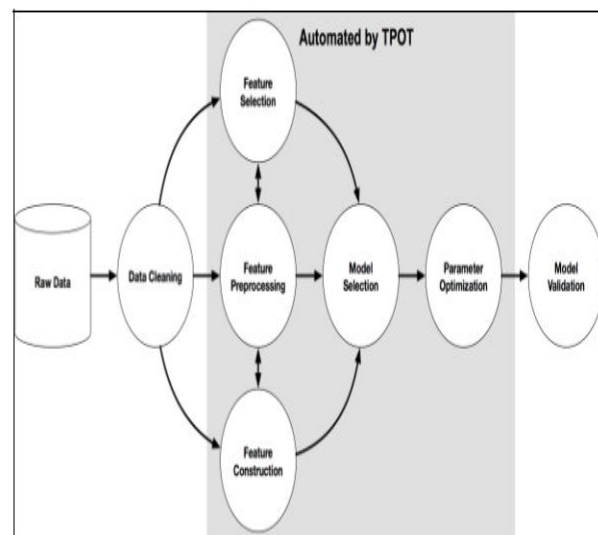 Automated by TPOT
Feature
Selection
Raw Data
Data Cleaning
Feature
Preprocessing
Model
Selection
Parameter
Optimization
Model
Validation
Feature
Construction